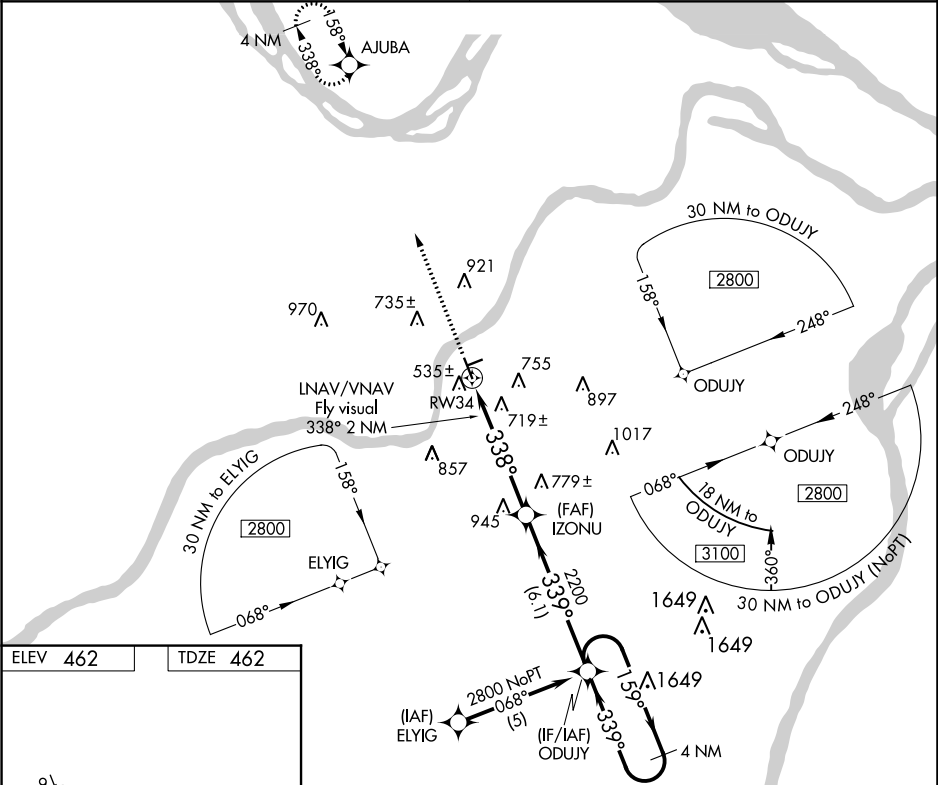 4 NM
158°
338°
AJUBA
30 NM to ODUJY
2800
158°
248°
ODUJY
921
970
735±
535±
755
897
LNAV/VNAV
Fly visual
338° 2 NM
RW34
719±
338°
1017
857
779±
945
(FAF)
IZONU
248°
ODUJY
068°
18 NM to
ODUJY
2800
3100
360°
30 NM to ODUJY (NoPT)
30 NM to ELYIG
158°
2800
ELYIG
068°
2200
339°
(6.1)
1649
1649
1649
ELEV 462
TDZE 462
2800 NoPT
068°
(5)
(IAF)
ELYIG
(IF/IAF)
ODUJY
159°
339°
4 NM